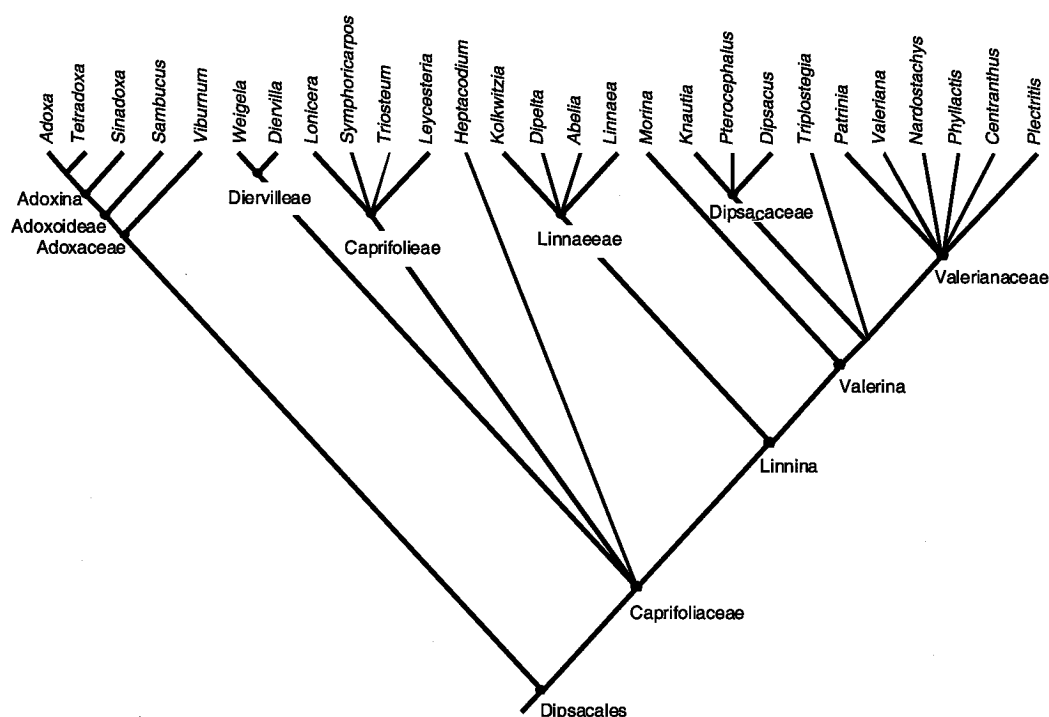 Adoxa
Tetradoxa
Sinadoxa
Sambucus
Viburnum
Weigela
Diervilla
Lonicera
Symphoricarpos
Triosteum
Leycesteria
Heptacodium
Kolkwitzia
Dipelta
Abelia
Linnaea
Morina
Knautia
Pterocephalus
Dipsacus
Triplostegia
Patrinia
Valeriana
Nardostachys
Phyllactis
Centranthus
Plectritis
Adoxina
Adoxoideae
Adoxaceae
Diervilleae
Caprifolieae
Linnaeeae
Dipsacaceae
Valerianaceae
Valerina
Linnina
Caprifoliaceae
Dipsacales